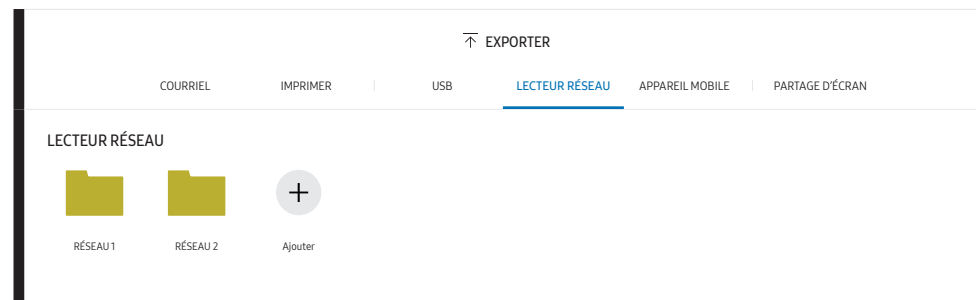 EXPORTER
COURRIEL IMPRIMER USB LECTEUR RÉSEAU APPAREIL MOBILE PARTAGE D'ÉCRAN
LECTEUR RÉSEAU
RÉSEAU 1 RÉSEAU 2 Ajouter